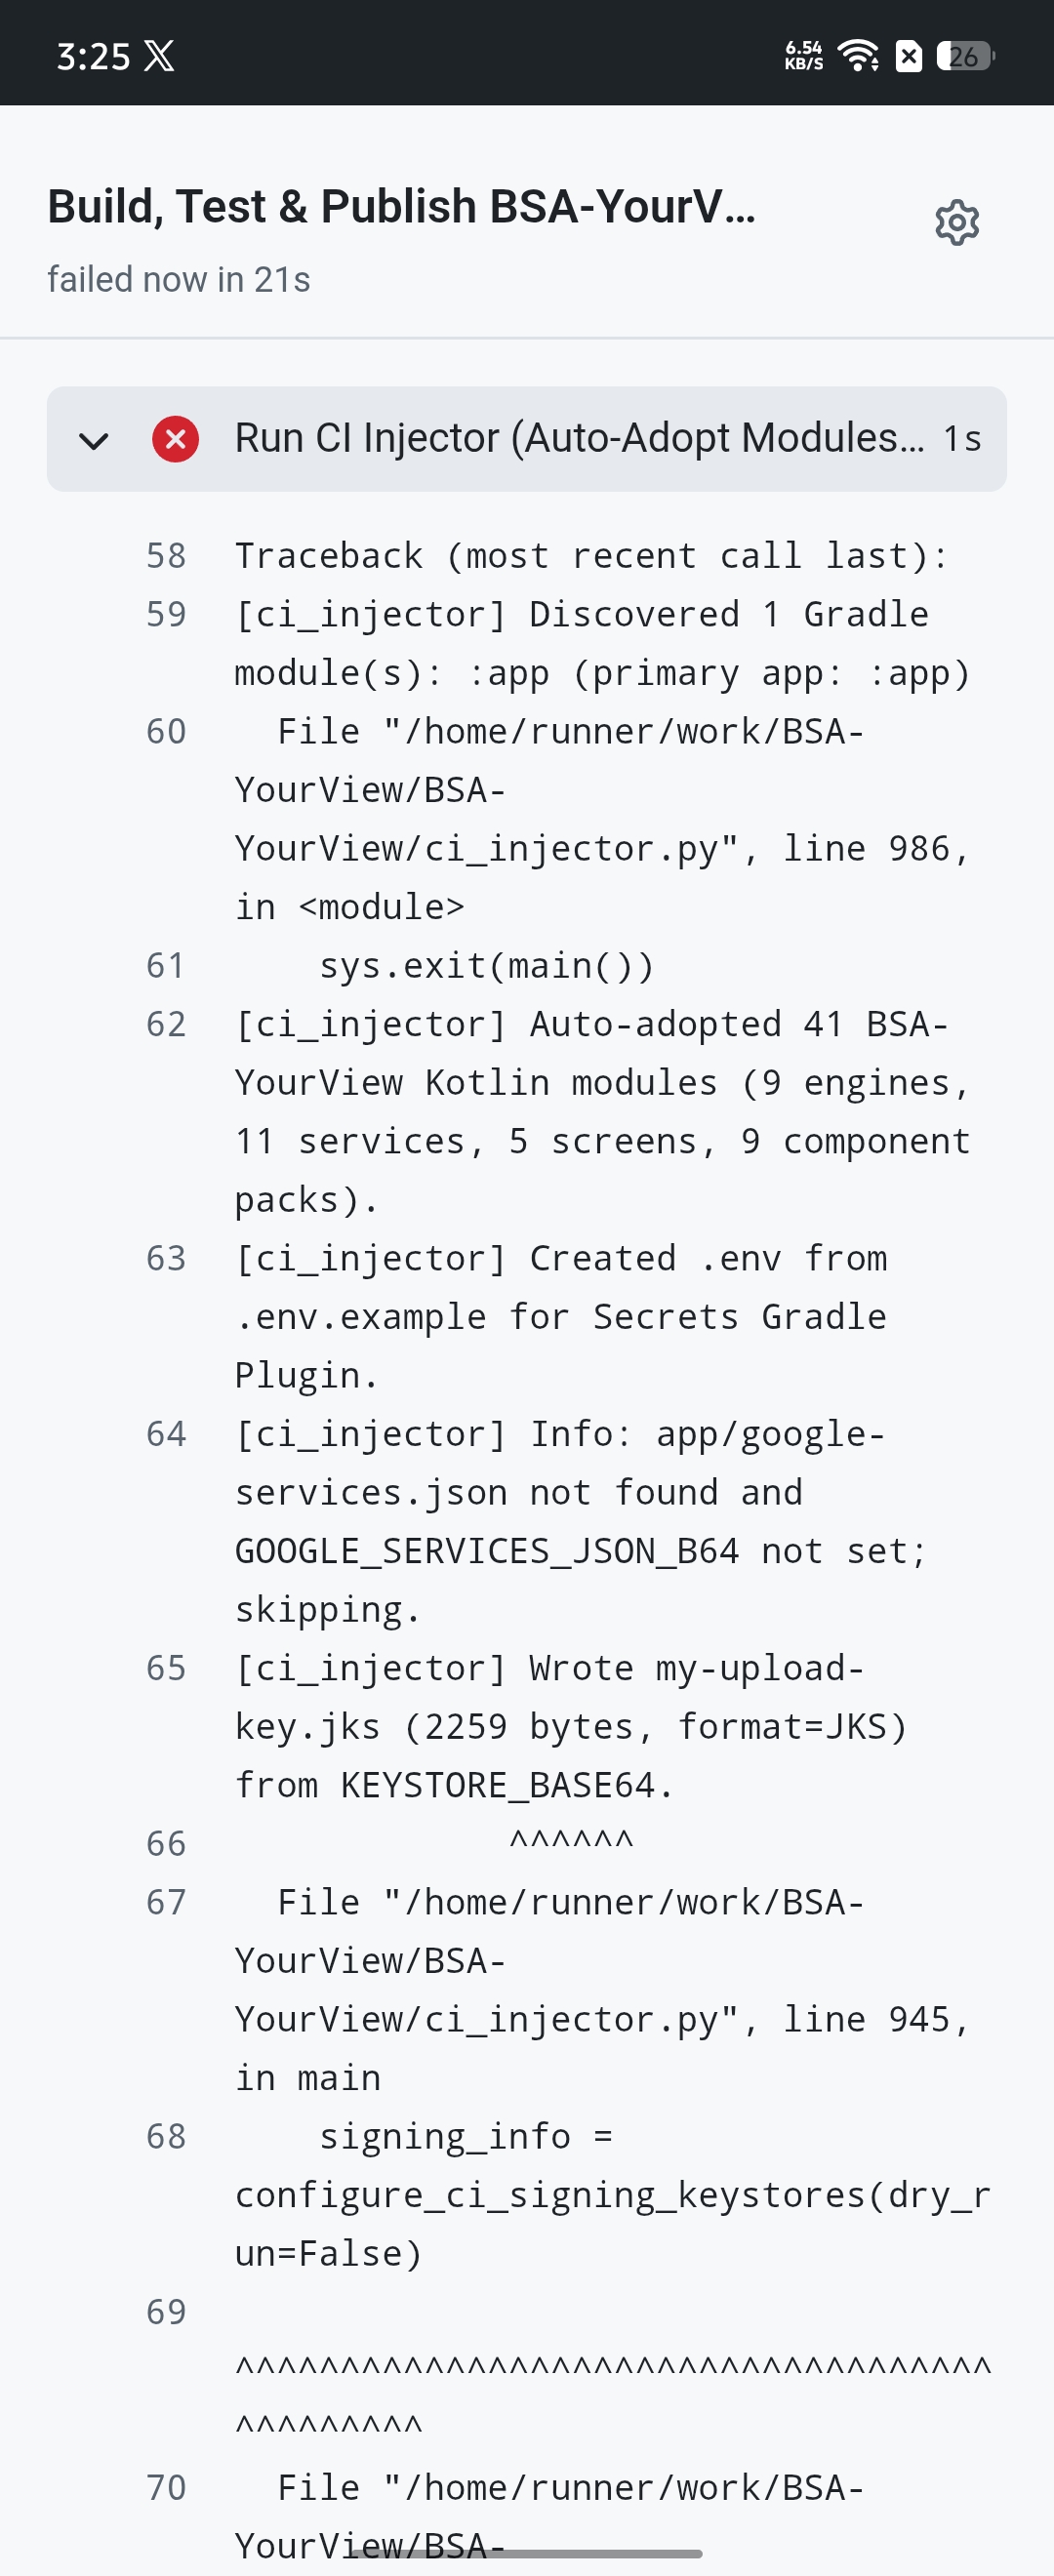 3:25 X 6.54 KB/S 26
Build, Test & Publish BSA-YourV...
failed now in 21s
Run CI Injector (Auto-Adopt Modules... 1s
58 Traceback (most recent call last):
59 [ci_injector] Discovered 1 Gradle
module(s): :app (primary app: :app)
60 File "/home/runner/work/BSA-
YourView/BSA-
YourView/ci_injector.py", line 986,
in <module>
61 sys.exit(main())
62 [ci_injector] Auto-adopted 41 BSA-
YourView Kotlin modules (9 engines,
11 services, 5 screens, 9 component
packs).
63 [ci_injector] Created .env from
.env.example for Secrets Gradle
Plugin.
64 [ci_injector] Info: app/google-
services.json not found and
GOOGLE_SERVICES_JSON_B64 not set;
skipping.
65 [ci_injector] Wrote my-upload-
key.jks (2259 bytes, format=JKS)
from KEYSTORE_BASE64.
66 ^^^^^^
67 File "/home/runner/work/BSA-
YourView/BSA-
YourView/ci_injector.py", line 945,
in main
68 signing_info =
configure_ci_signing_keystores(dry_r
un=False)
69
^^^^^^^^^^^^^^^^^^^^^^^^^^^^^^^^^^^^
^^^^^^^^^
70 File "/home/runner/work/BSA-
YourView/BSA-